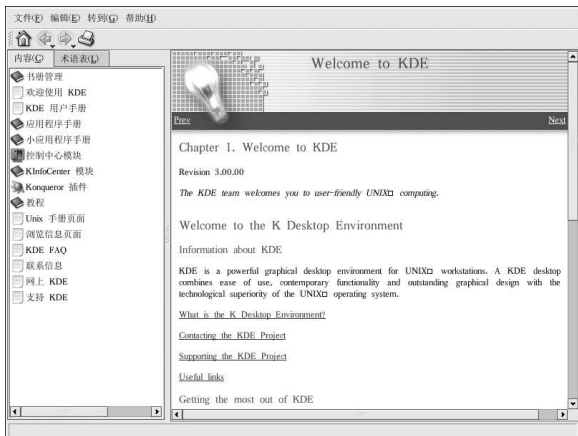 文件(F) 编辑(E) 转到(G) 帮助(H)
内容(C) 术语表(L)
书册管理
欢迎使用 KDE
KDE 用户手册
应用程序手册
小应用程序手册
控制中心模块
KInfoCenter 模块
Konqueror 插件
教程
Unix 手册页面
浏览信息页面
KDE FAQ
联系信息
网上 KDE
支持 KDE
Welcome to KDE
Prev Next
Chapter 1. Welcome to KDE
Revision 3.00.00
The KDE team welcomes you to user-friendly UNIX□ computing.
Welcome to the K Desktop Environment
Information about KDE
KDE is a powerful graphical desktop environment for UNIX□ workstations. A KDE desktop
combines ease of use, contemporary functionality and outstanding graphical design with the
technological superiority of the UNIX□ operating system.
What is the K Desktop Environment?
Contacting the KDE Project
Supporting the KDE Project
Useful links
Getting the most out of KDE